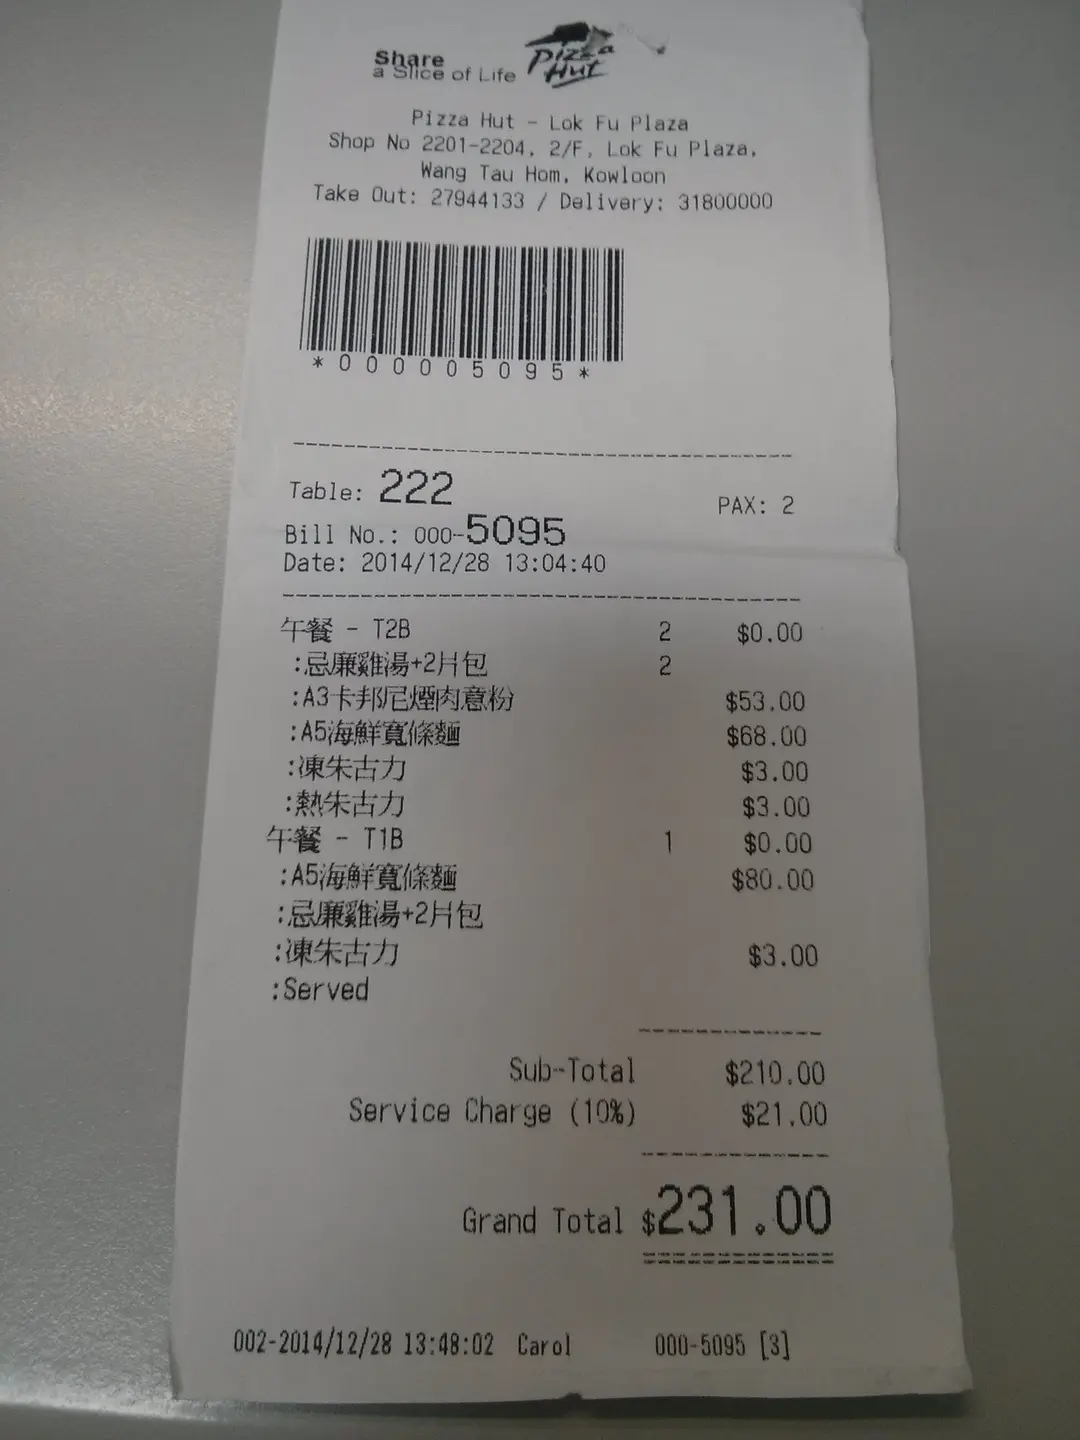 Share
a Slice of Life
Pizza Hut
Pizza Hut - Lok Fu Plaza
Shop No 2201-2204, 2/F, Lok Fu Plaza,
Wang Tau Hom, Kowloon
Take Out: 27944133 / Delivery: 31800000
*000005095*
Table: 222 PAX: 2
Bill No.: 000-5095
Date: 2014/12/28 13:04:40
午餐 - T2B 2 $0.00
:忌廉雞湯+2片包 2
:A3卡邦尼煙肉意粉 $53.00
:A5海鮮寬條麵 $68.00
:凍朱古力 $3.00
:熱朱古力 $3.00
午餐 - T1B 1 $0.00
:A5海鮮寬條麵 $80.00
:忌廉雞湯+2片包
:凍朱古力 $3.00
:Served
Sub-Total $210.00
Service Charge (10%) $21.00
Grand Total $231.00
002-2014/12/28 13:48:02 Carol 000-5095 [3]